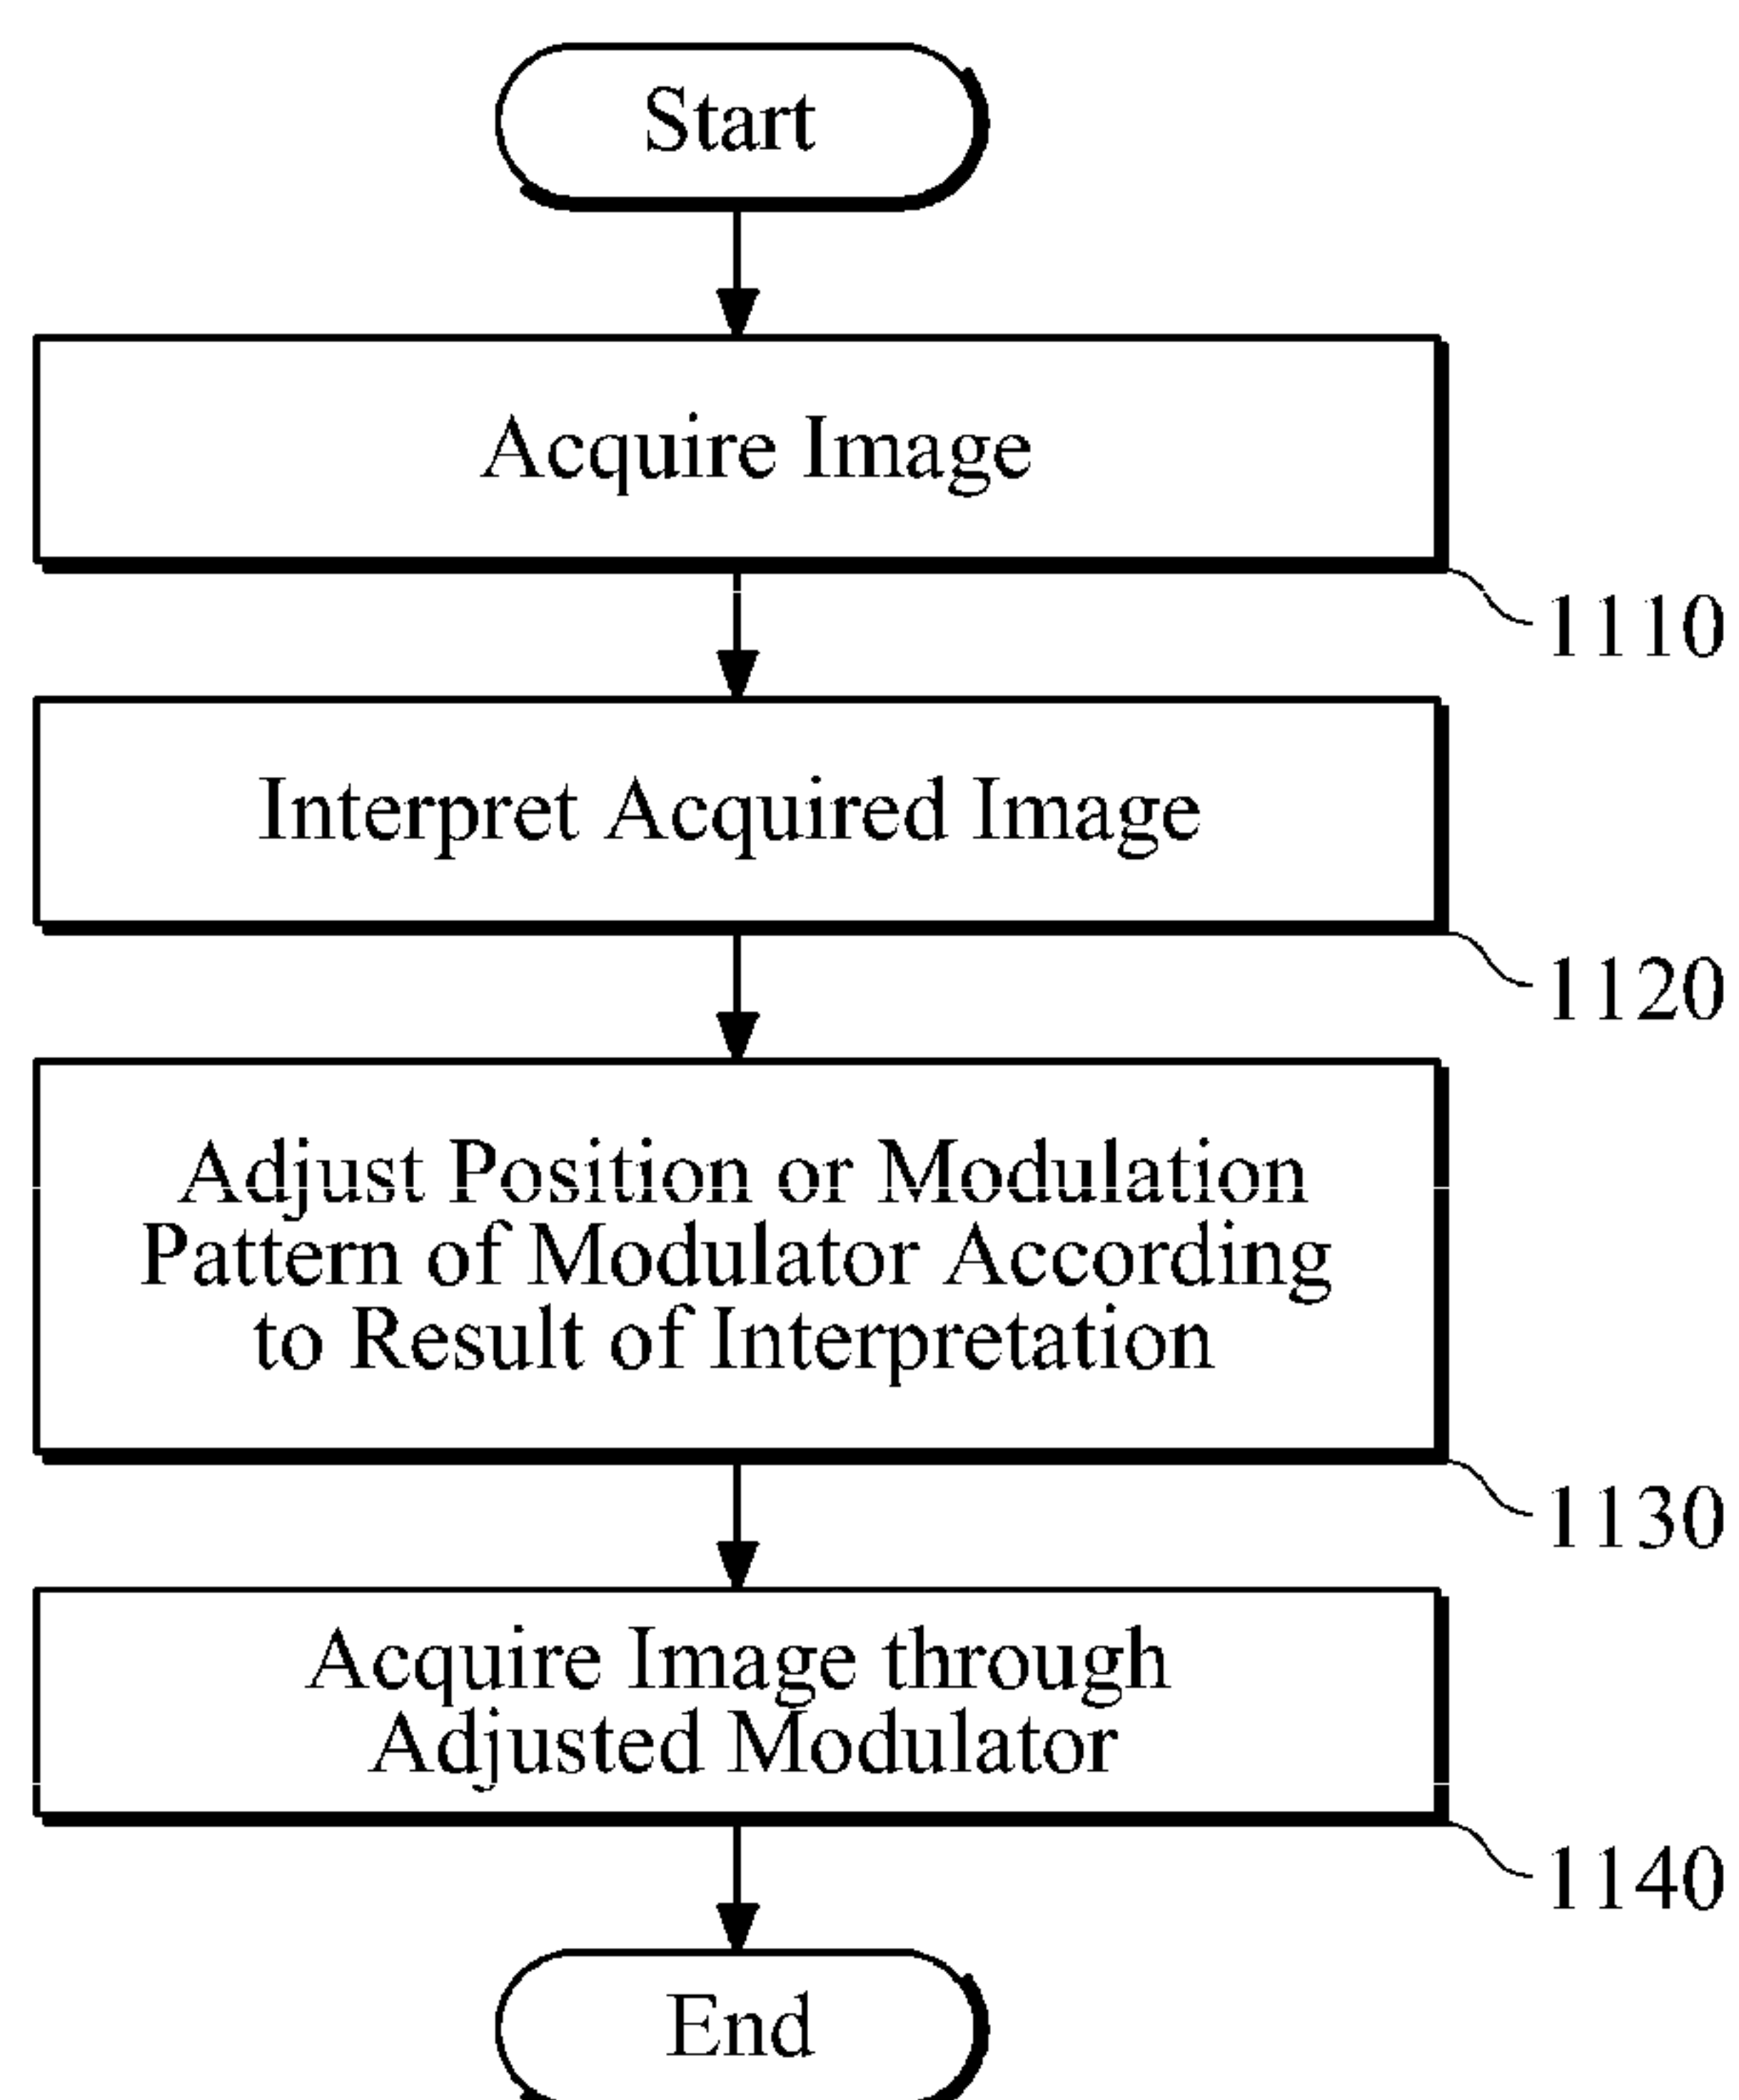 Start
Acquire Image
1110
Interpret Acquired Image
1120
Adjust Position or Modulation
Pattern of Modulator According
to Result of Interpretation
1130
Acquire Image through
Adjusted Modulator
1140
End